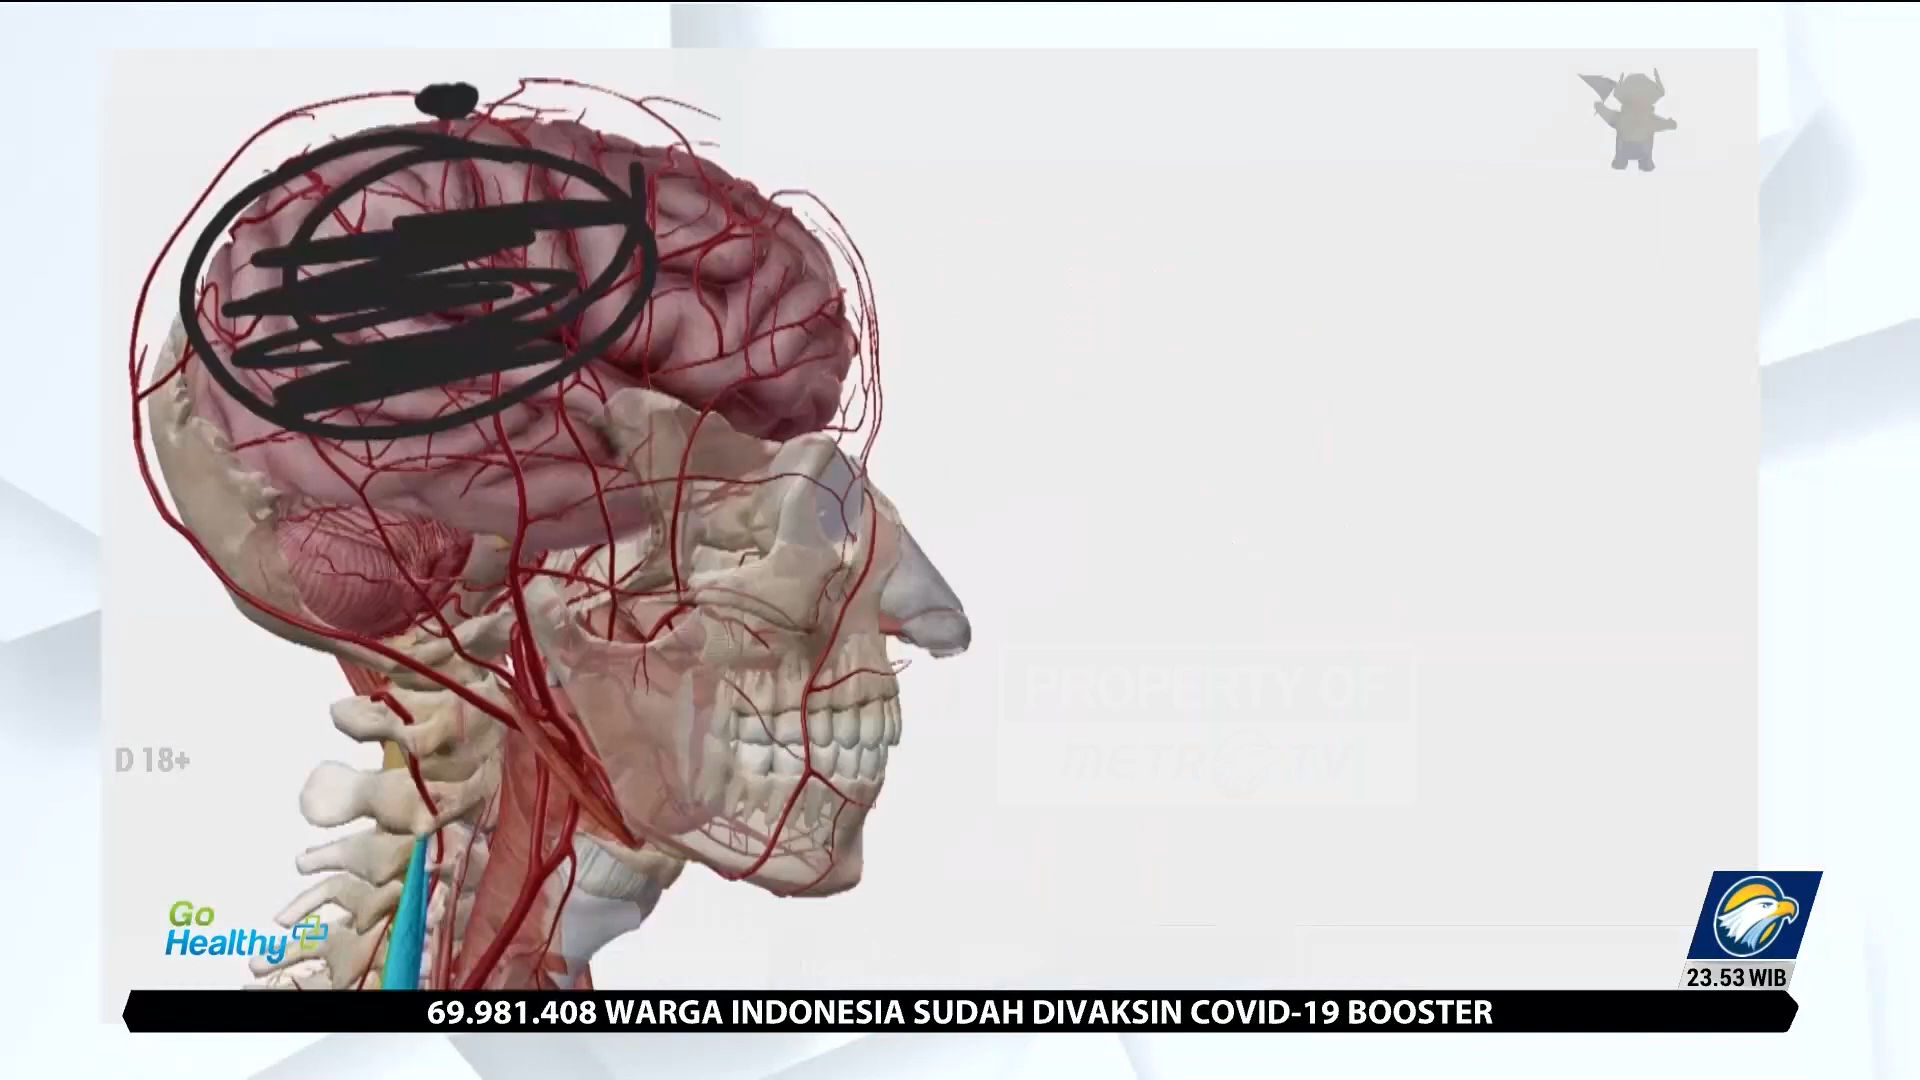 PROPERTY OF
METRO TV
D 18+
Go
Healthy
23.53 WIB
69.981.408 WARGA INDONESIA SUDAH DIVAKSIN COVID-19 BOOSTER